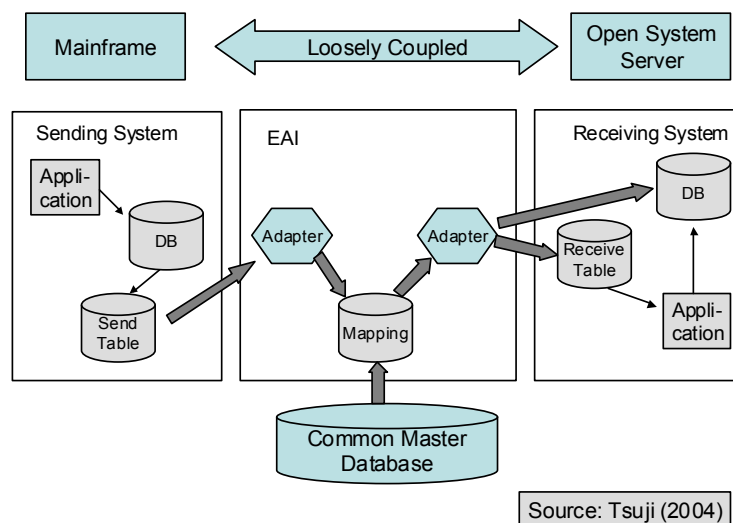 Mainframe
Loosely Coupled
Open System
Server
Sending System
EAI
Receiving System
Appli-
cation
DB
Send
Table
Adapter
Mapping
Adapter
DB
Receive
Table
Appli-
cation
Common Master
Database
Source: Tsuji (2004)